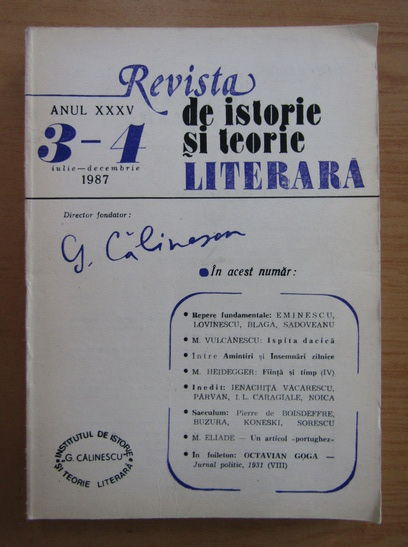 Revista
de istorie
și teorie
LITERARĂ
ANUL XXXV
3-4
iulie—decembrie
1987
Director fondator :
G. Călinescu
● In acest număr :
● Repere fundamentale: EMINESCU,
LOVINESCU, BLAGA, SADOVEANU
● M. VULCĂNESCU: Ispita dacică
● Intre Amintiri și Însemnări zilnice
● M. HEIDEGGER: Ființă și timp (IV)
● Inedit: IENĂCHIȚĂ VĂCĂRESCU,
PÂRVAN, I. L. CARAGIALE, NOICA
● Saeculum: Pierre de BOISDEFFRE,
BUZURA, KONESKI, SORESCU
● M. ELIADE — Un articol «portughez»
● În foileton: OCTAVIAN GOGA —
Jurnal politic, 1931 (VIII)
INSTITUTUL DE ISTORIE
"G. CĂLINESCU"
ȘI TEORIE LITERARĂ